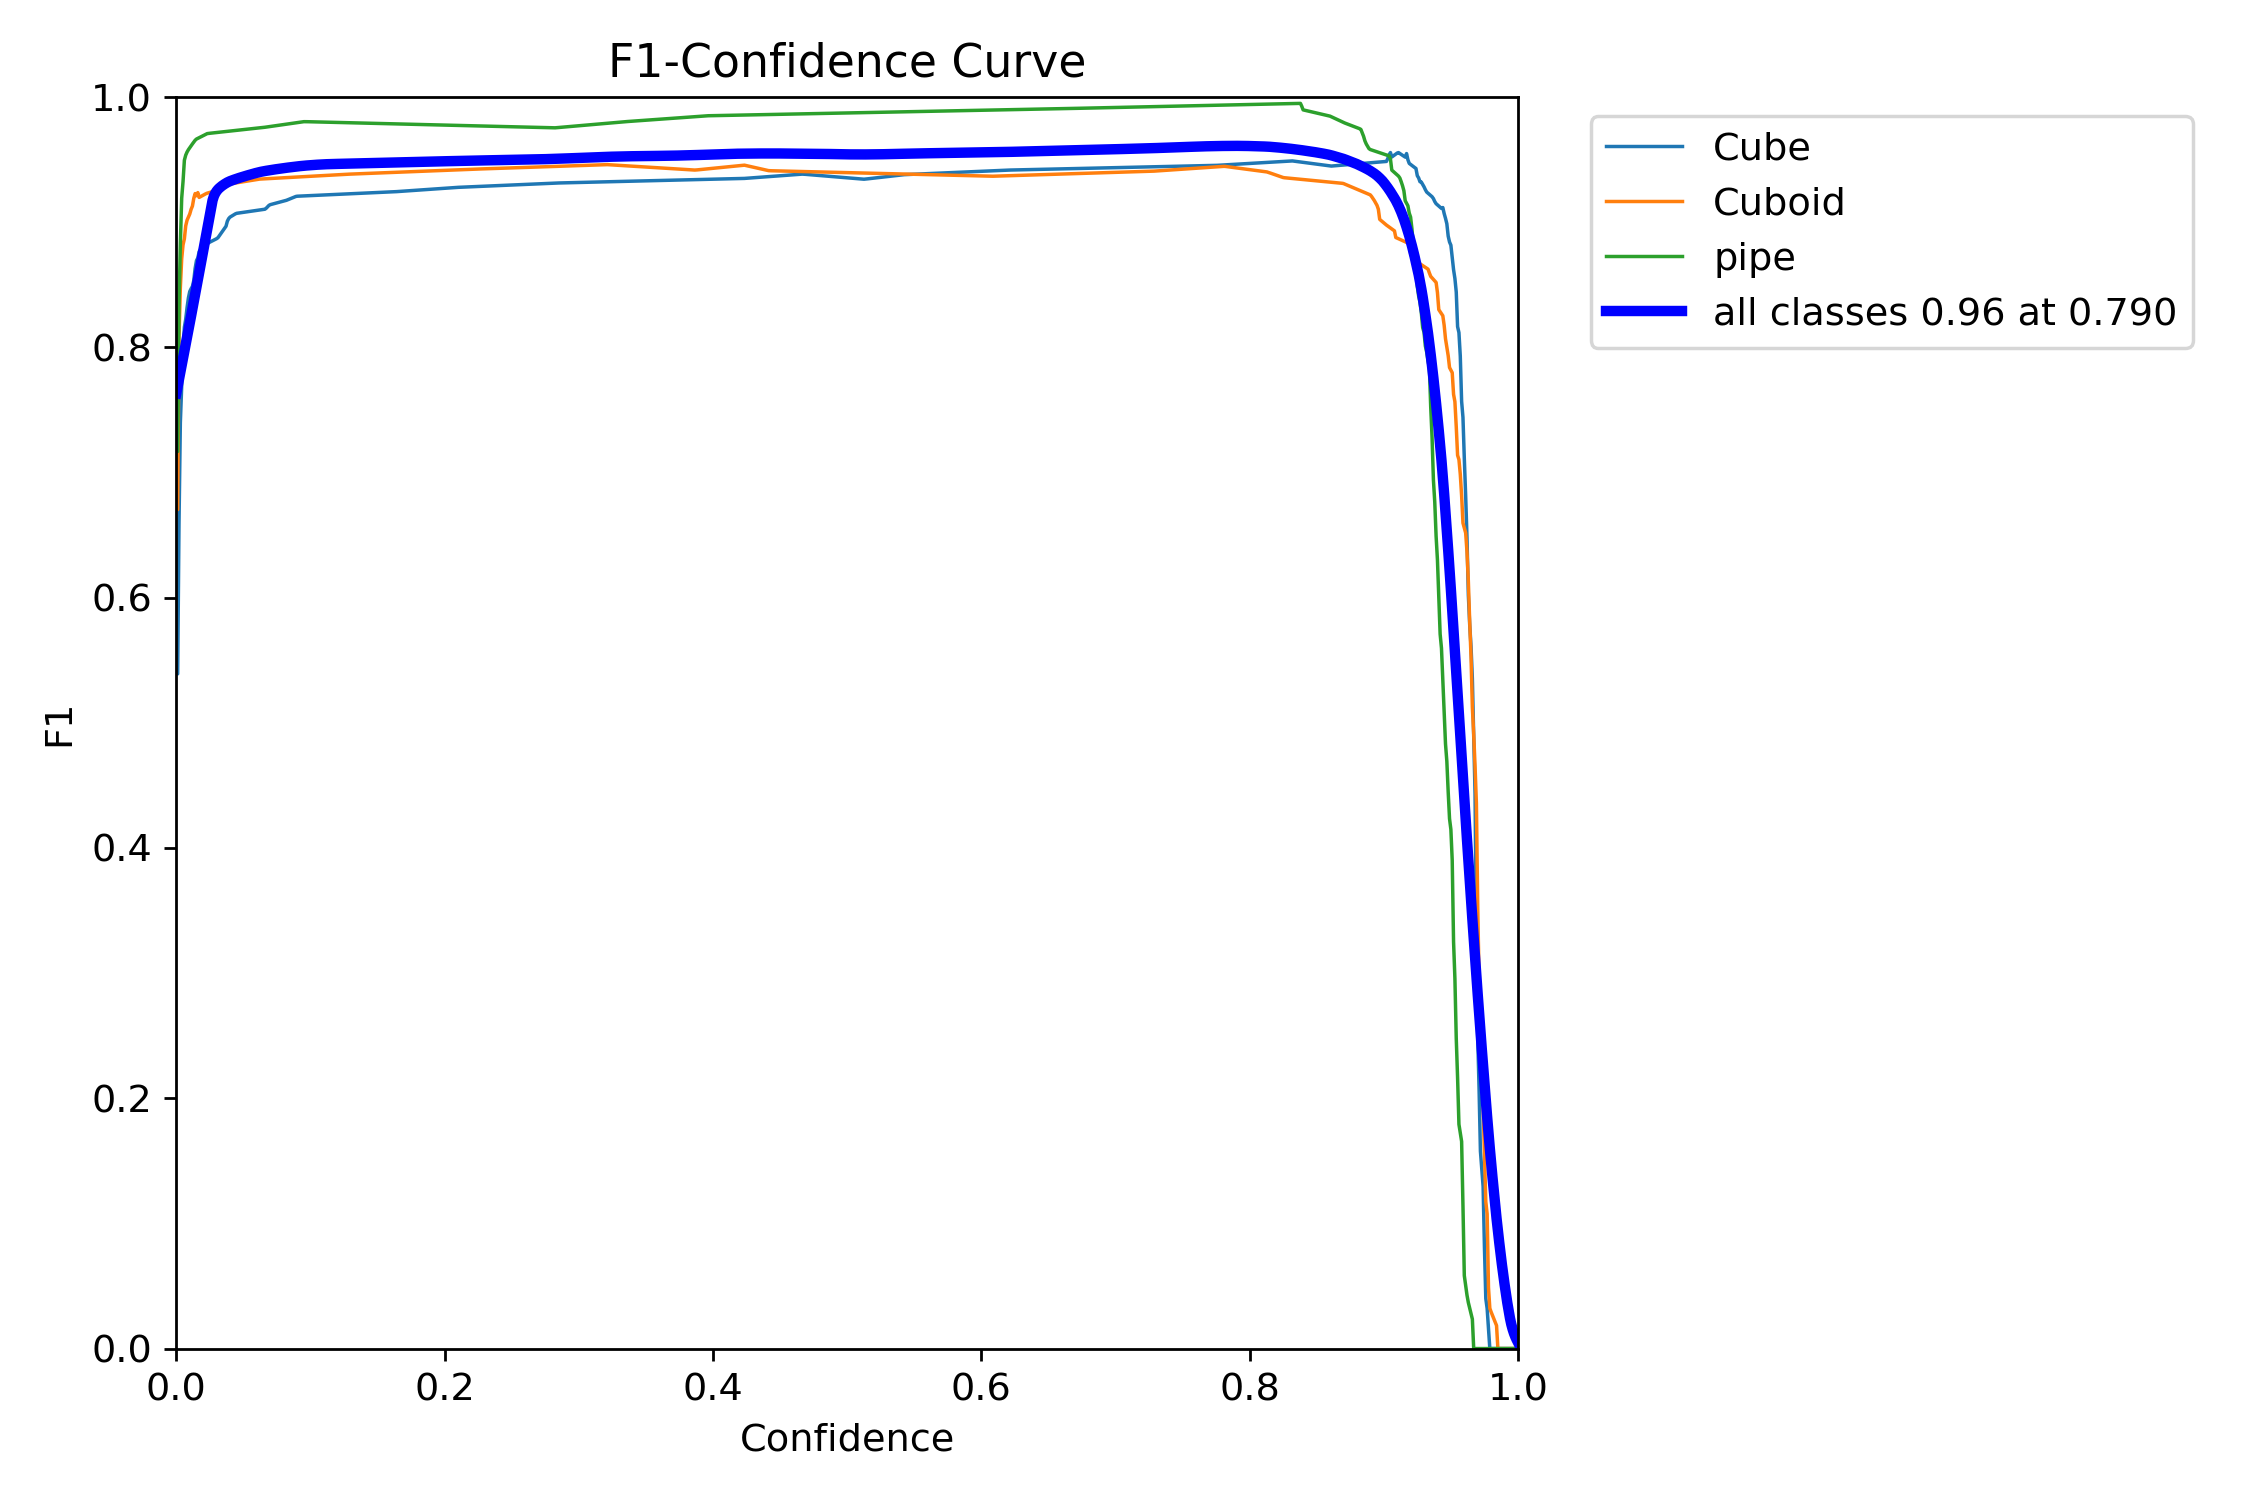 F1-Confidence Curve
1.0
0.8
0.6
0.4
0.2
0.0
F1
0.0 0.2 0.4 0.6 0.8 1.0
Confidence
Cube
Cuboid
pipe
all classes 0.96 at 0.790